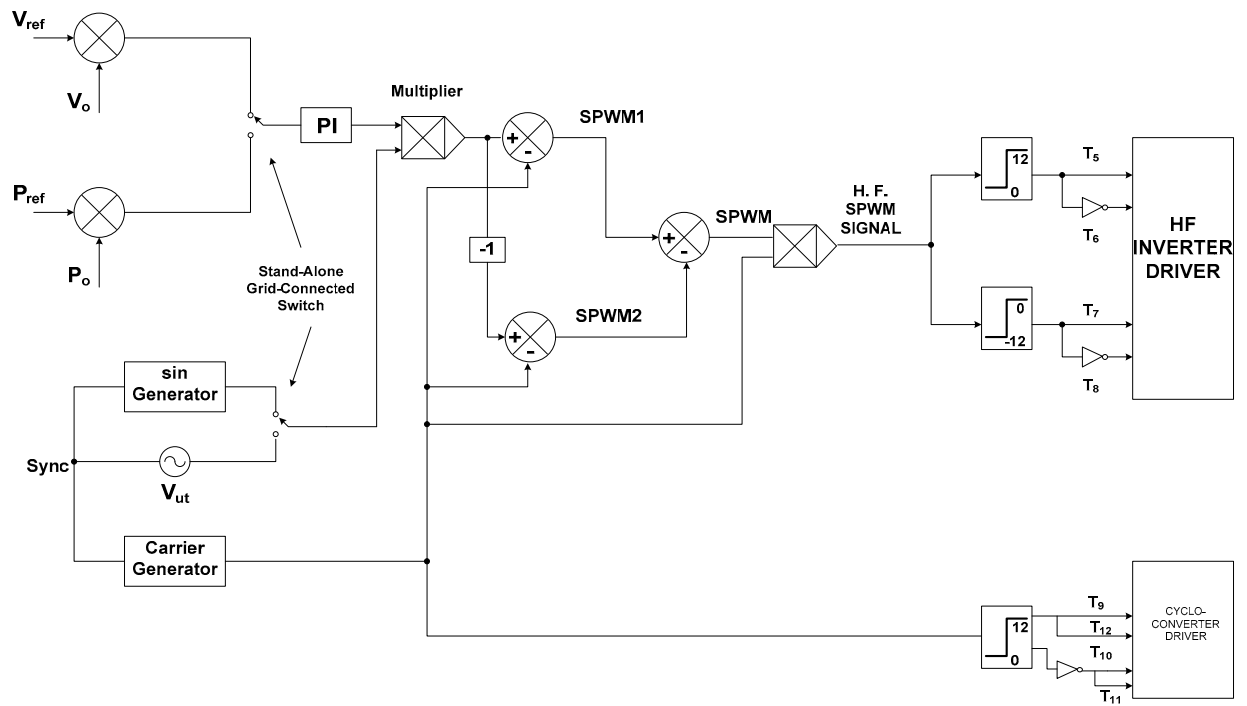 Vref
Vo
Pref
Po
Stand-Alone
Grid-Connected
Switch
PI
Multiplier
+
-
SPWM1
-1
+
-
SPWM2
+
-
SPWM
H. F.
SPWM
SIGNAL
12
0
T5
T6
0
-12
T7
T8
HF
INVERTER
DRIVER
sin
Generator
Sync
Vut
Carrier
Generator
12
0
T9
T12
T10
T11
CYCLO-
CONVERTER
DRIVER